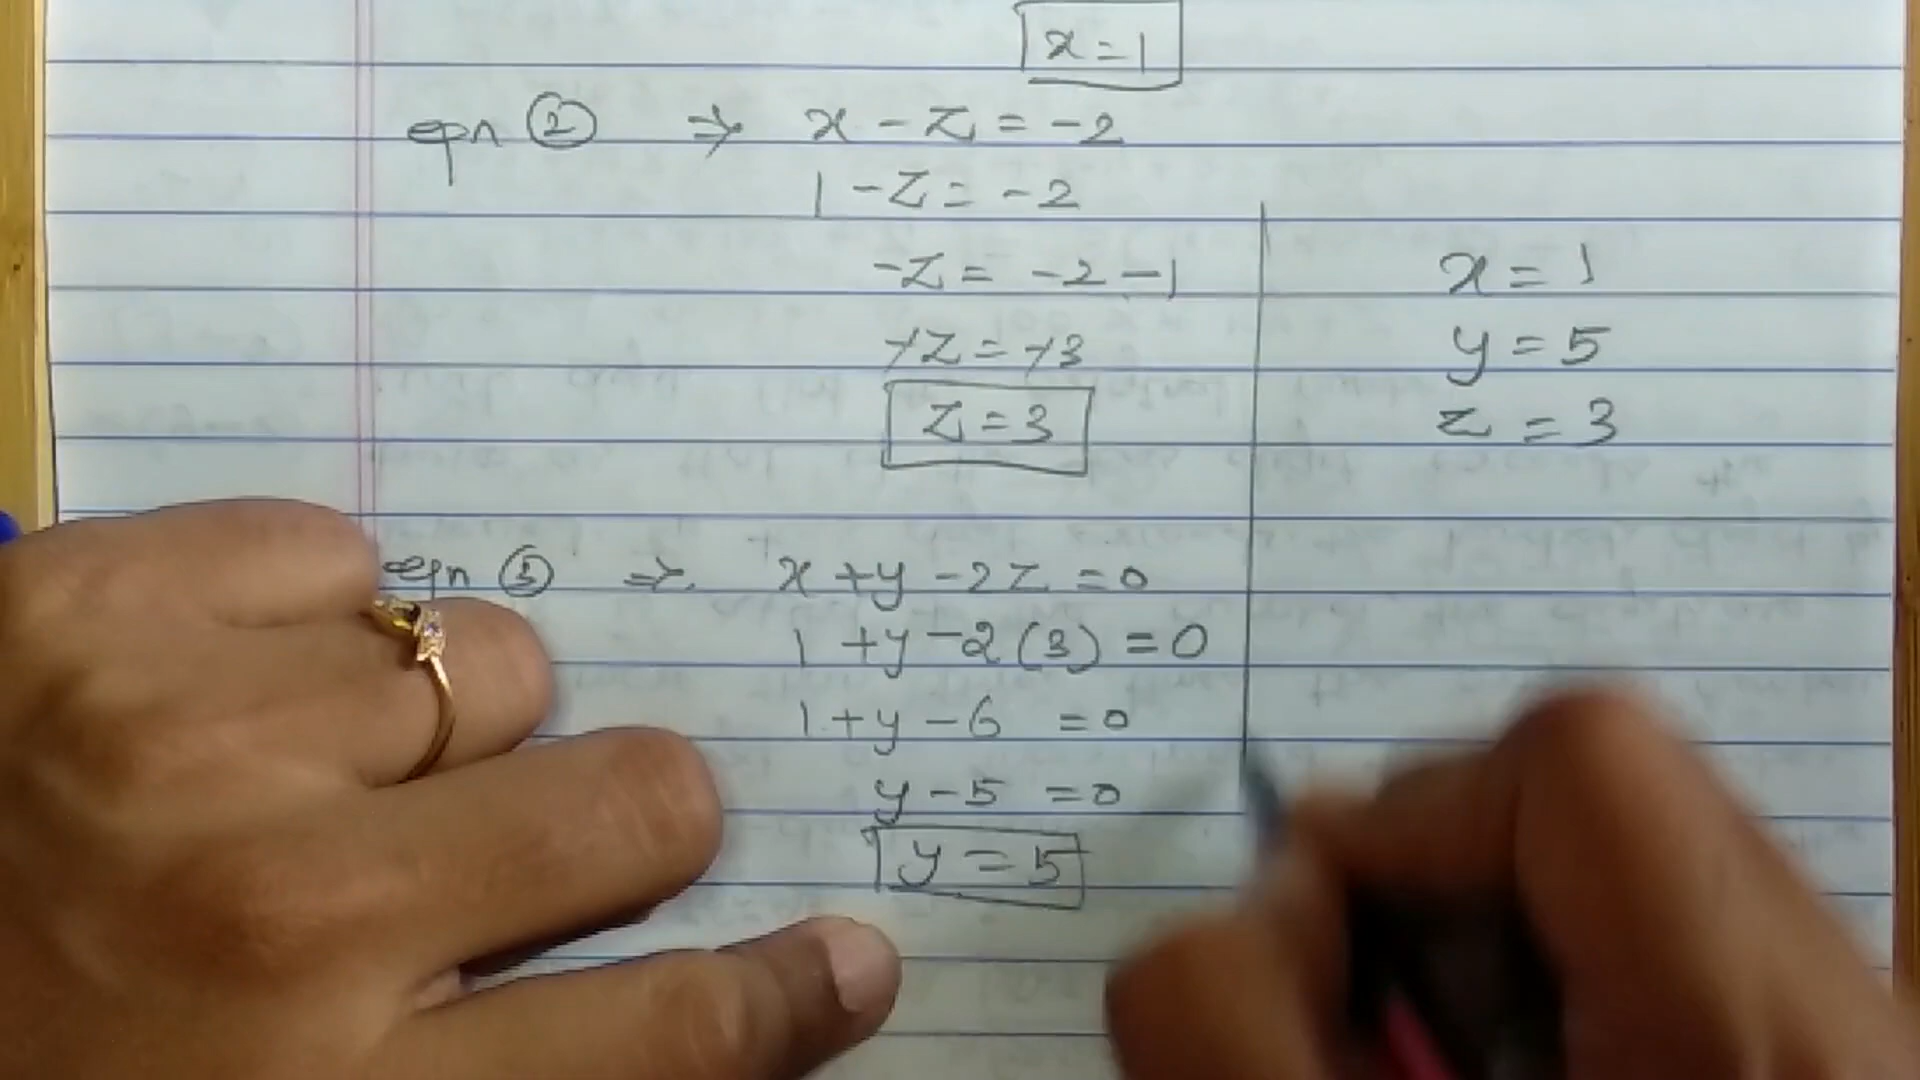 x = 1
eqn ② ⇒ x - z = -2
1 - z = -2
-z = -2 - 1
-z = -3
z = 3
eqn ③ ⇒ x + y - 2z = 0
1 + y - 2(3) = 0
1 + y - 6 = 0
y - 5 = 0
y = 5
x = 1
y = 5
z = 3